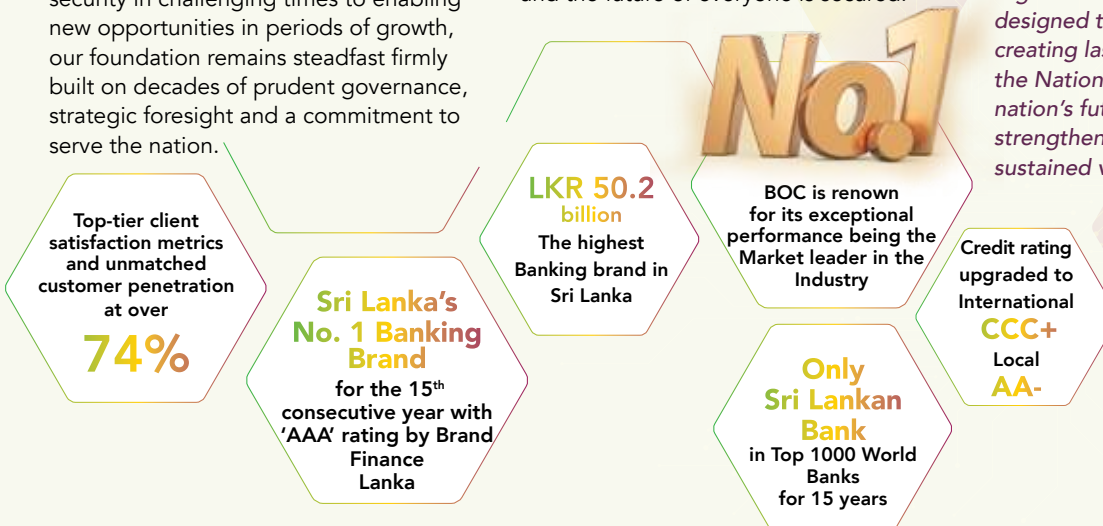 security in challenging times to enabling
new opportunities in periods of growth,
our foundation remains steadfast firmly
built on decades of prudent governance,
strategic foresight and a commitment to
serve the nation.
and the future of everyone is secured.
designed
creating
the Nation
nation's
strengthen
sustained
No.1
Top-tier client
satisfaction metrics
and unmatched
customer penetration
at over
74%
Sri Lanka's
No. 1 Banking
Brand
for the 15th
consecutive year with
'AAA' rating by Brand
Finance
Lanka
LKR 50.2
billion
The highest
Banking brand in
Sri Lanka
BOC is renown
for its exceptional
performance being the
Market leader in the
Industry
Only
Sri Lankan
Bank
in Top 1000 World
Banks
for 15 years
Credit rating
upgraded to
International
CCC+
Local
AA-